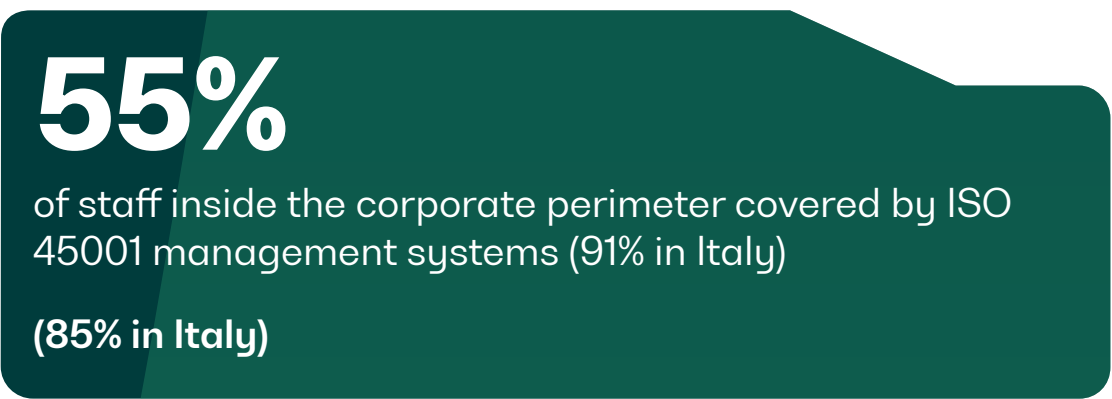 55%
of staff inside the corporate perimeter covered by ISO
45001 management systems (91% in Italy)
(85% in Italy)